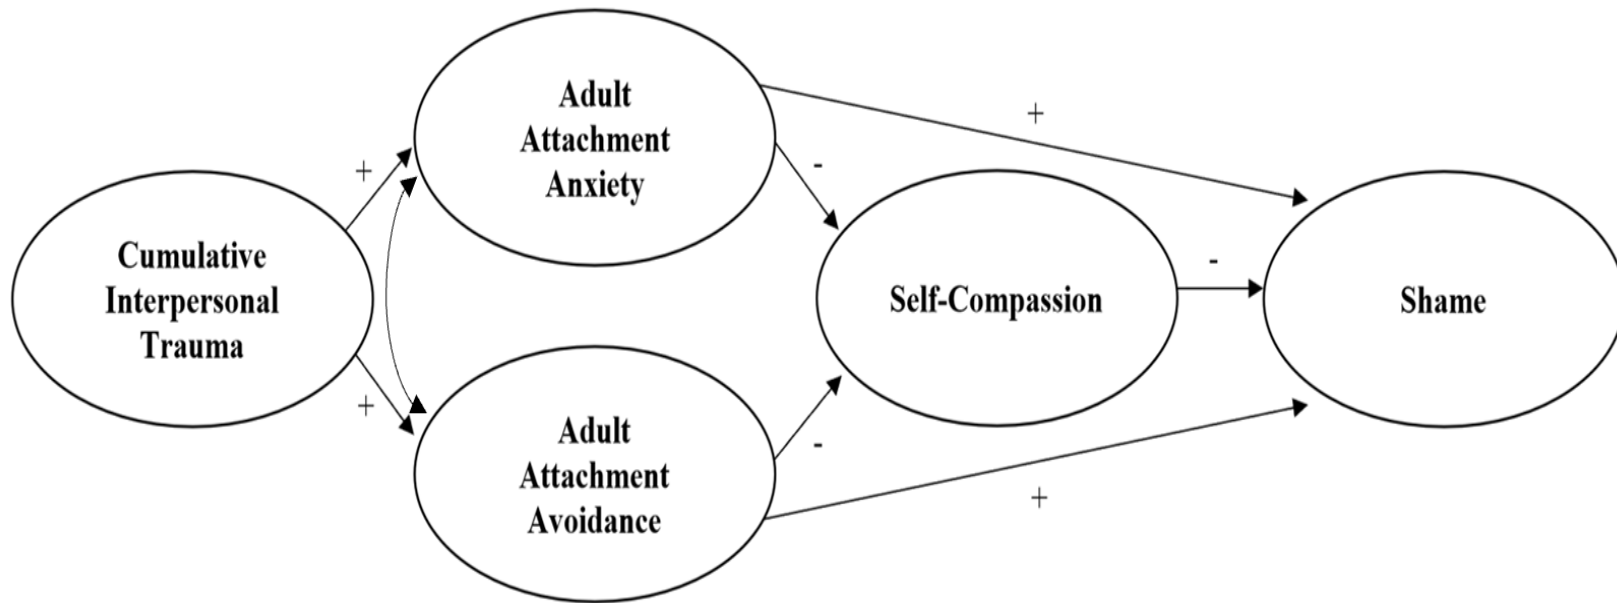 Adult
Attachment
Anxiety
+
-
+
Cumulative
Interpersonal
Trauma
+
Self-Compassion
-
Shame
Adult
Attachment
Avoidance
-
+